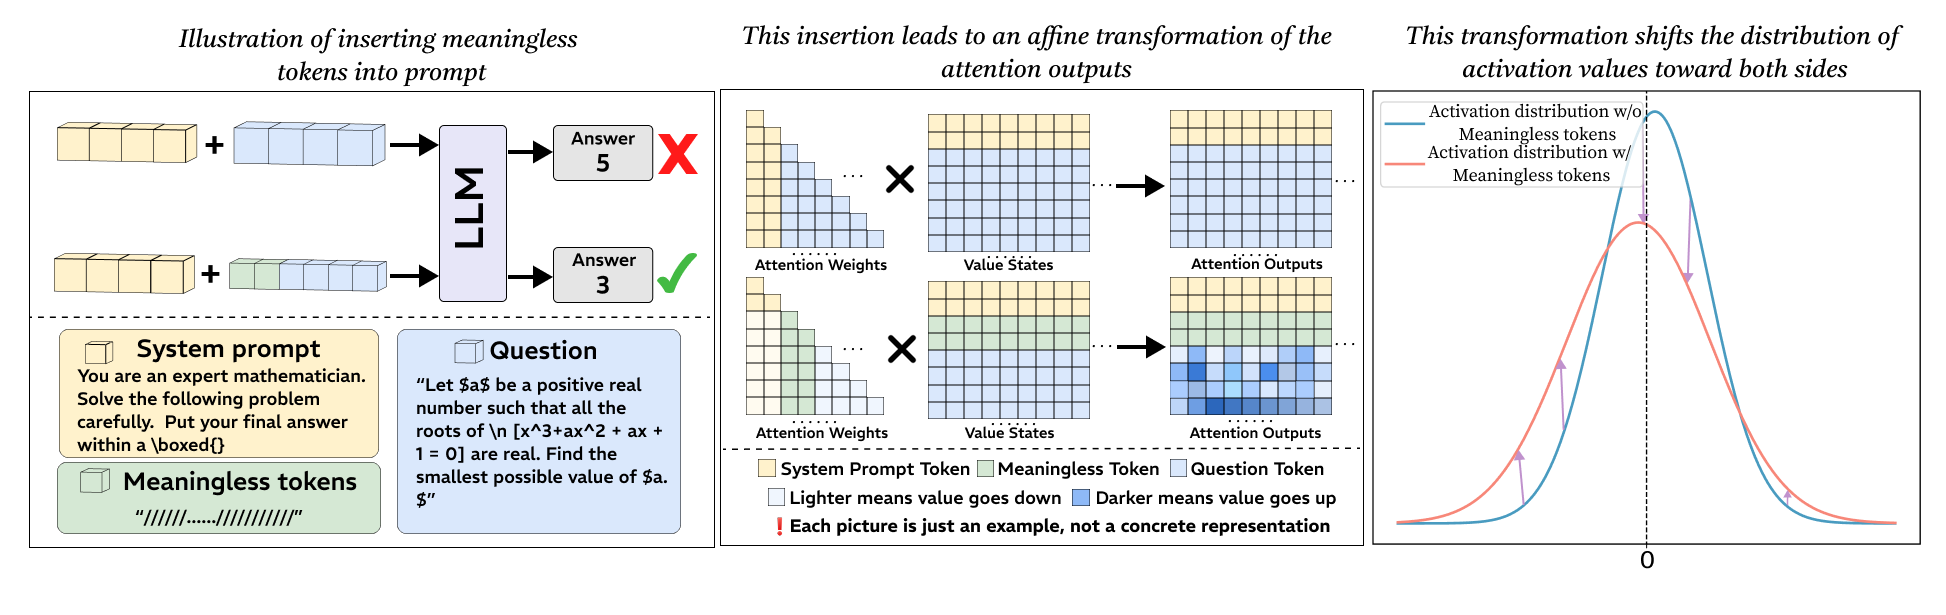 Illustration of inserting meaningless
tokens into prompt
+
LLM
Answer
5
X
+
Answer
3
System prompt
You are an expert mathematician.
Solve the following problem
carefully. Put your final answer
within a \boxed{}
Meaningless tokens
“//////......///////////”
Question
“Let $a$ be a positive real
number such that all the
roots of \n [x^3+ax^2 + ax +
1 = 0] are real. Find the
smallest possible value of $a.
$”
This insertion leads to an affine transformation of the
attention outputs
Attention Weights
Value States
Attention Outputs
Attention Weights
Value States
Attention Outputs
System Prompt Token
Meaningless Token
Question Token
Lighter means value goes down
Darker means value goes up
❗Each picture is just an example, not a concrete representation
This transformation shifts the distribution of
activation values toward both sides
Activation distribution w/o
Meaningless tokens
Activation distribution w/
Meaningless tokens
0